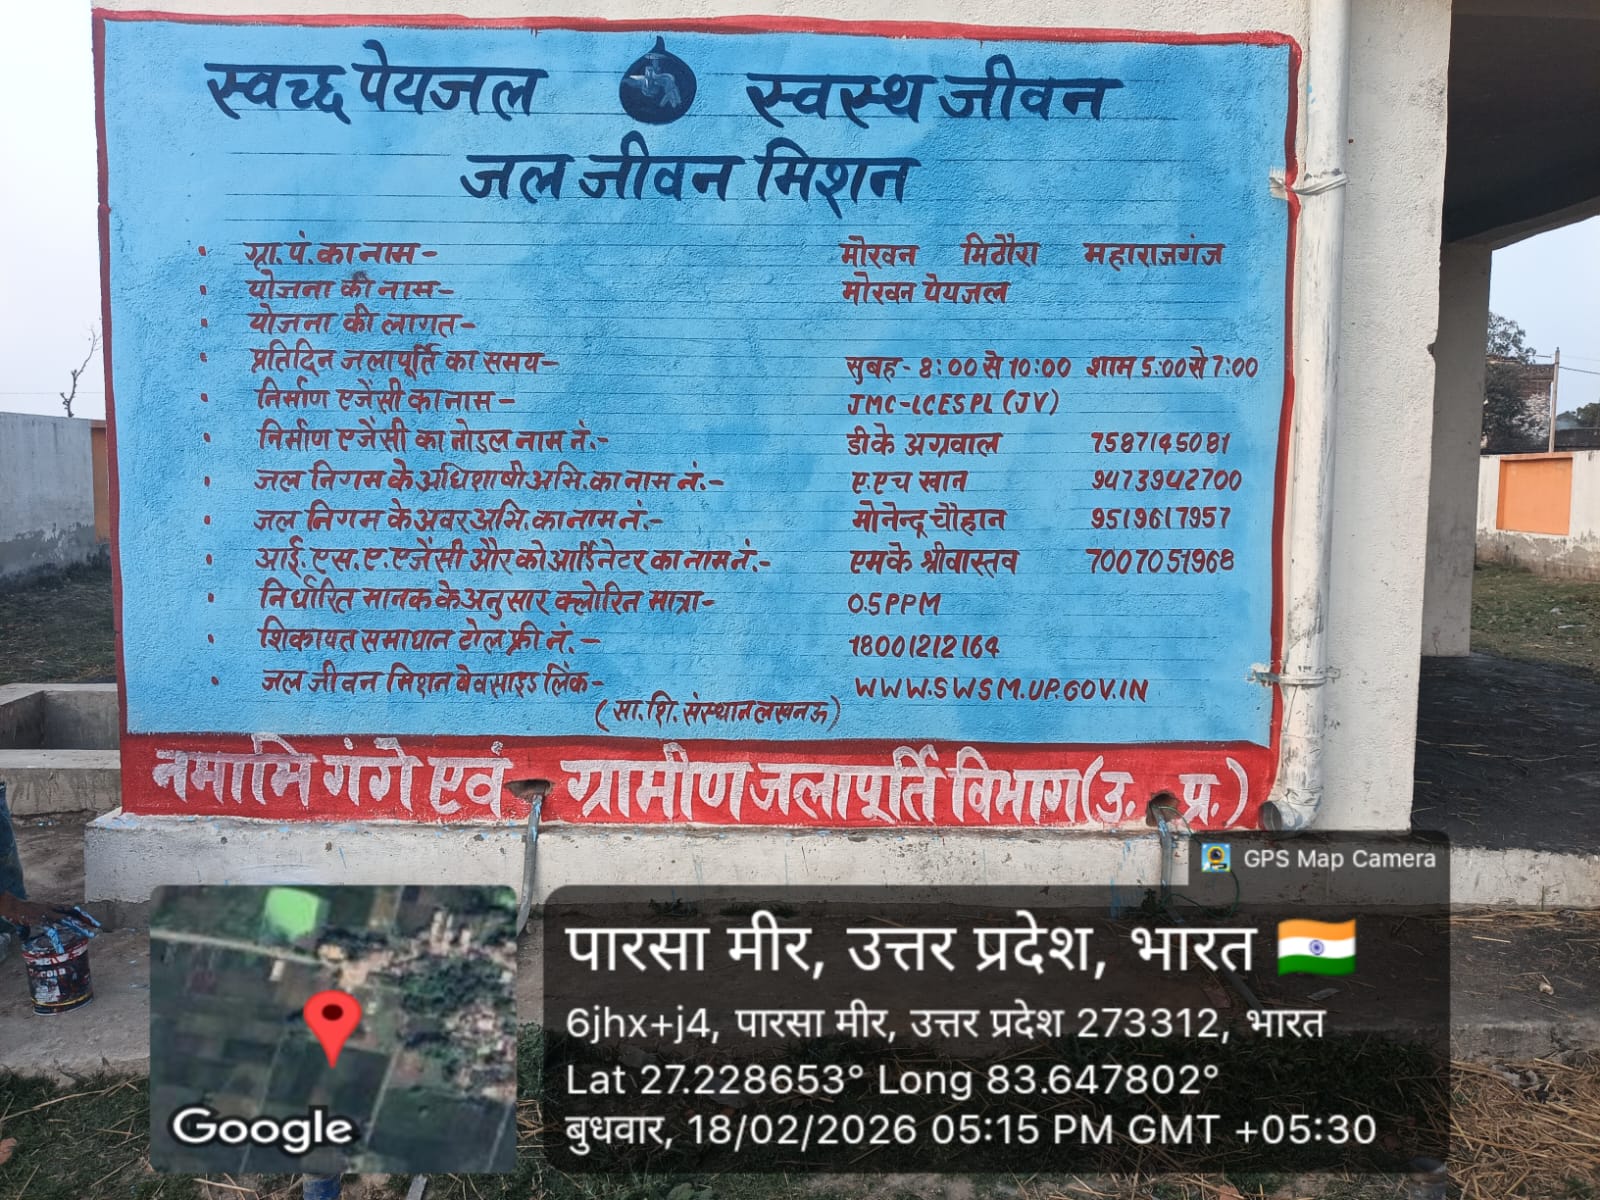 स्वच्छ पेयजल स्वस्थ जीवन
जल जीवन मिशन
ग्रा.पं. का नाम- मोरवन मिठौरा महाराजगंज
योजना की नाम- मोरवन पेयजल
योजना की लागत-
प्रतिदिन जलापूर्ति का समय- सुबह - 8:00 से 10:00 शाम 5:00 से 7:00
निर्माण एजेंसी का नाम - JMC-LCESPL (JV)
निर्माण एजेंसी का नोडल नाम नं.- डीके अग्रवाल 7587145081
जल निगम के अधिशाषी अभि. का नाम नं.- ए.एच खान 9473942700
जल निगम के अवर अभि. का नाम नं.- मोनेन्दू चौहान 9519617957
आई.एस.ए. एजेंसी और को आर्डिनेटर का नाम नं.- एमके श्रीवास्तव 7007051968
निर्धारित मानक के अनुसार क्लोरिन मात्रा- 0.5PPM
शिकायत समाधान टोल फ्री नं.- 18001212164
जल जीवन मिशन वेवसाइड लिंक- WWW.SWSM.UP.GOV.IN
(सा.शि. संस्थान लखनऊ)
नमामि गंगे एवं ग्रामीण जलापूर्ति विभाग (उ. प्र.)
GPS Map Camera
पारसा मीर, उत्तर प्रदेश, भारत
6jhx+j4, पारसा मीर, उत्तर प्रदेश 273312, भारत
Lat 27.228653° Long 83.647802°
बुधवार, 18/02/2026 05:15 PM GMT +05:30
Google